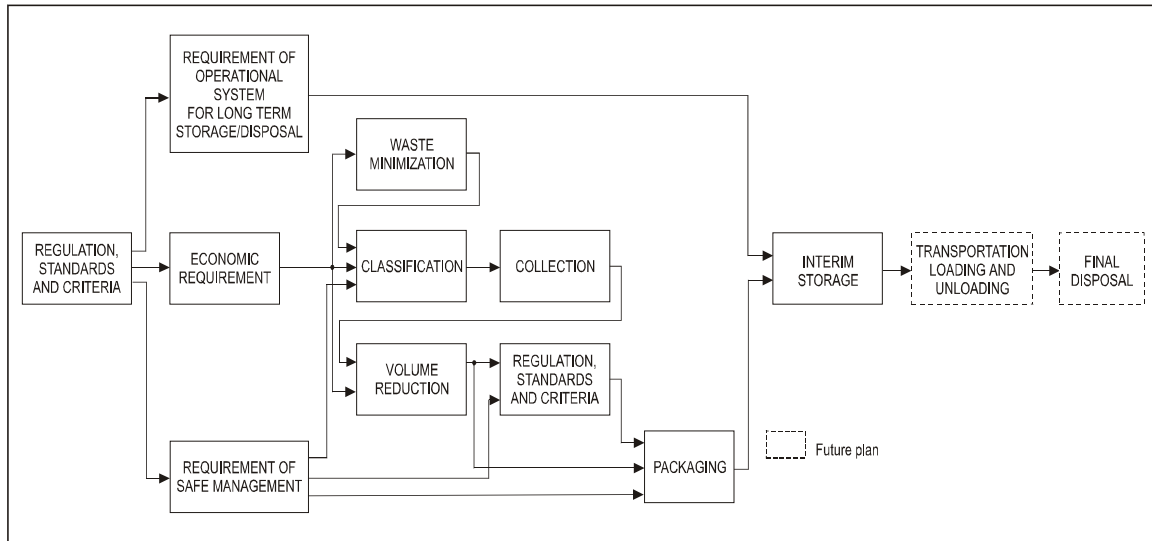 REQUIREMENT OF
OPERATIONAL
SYSTEM
FOR LONG TERM
STORAGE/DISPOSAL
WASTE
MINIMIZATION
REGULATION,
STANDARDS
AND CRITERIA
ECONOMIC
REQUIREMENT
CLASSIFICATION
COLLECTION
INTERIM
STORAGE
TRANSPORTATION
LOADING AND
UNLOADING
FINAL
DISPOSAL
VOLUME
REDUCTION
REGULATION,
STANDARDS
AND CRITERIA
REQUIREMENT OF
SAFE MANAGEMENT
PACKAGING
Future plan